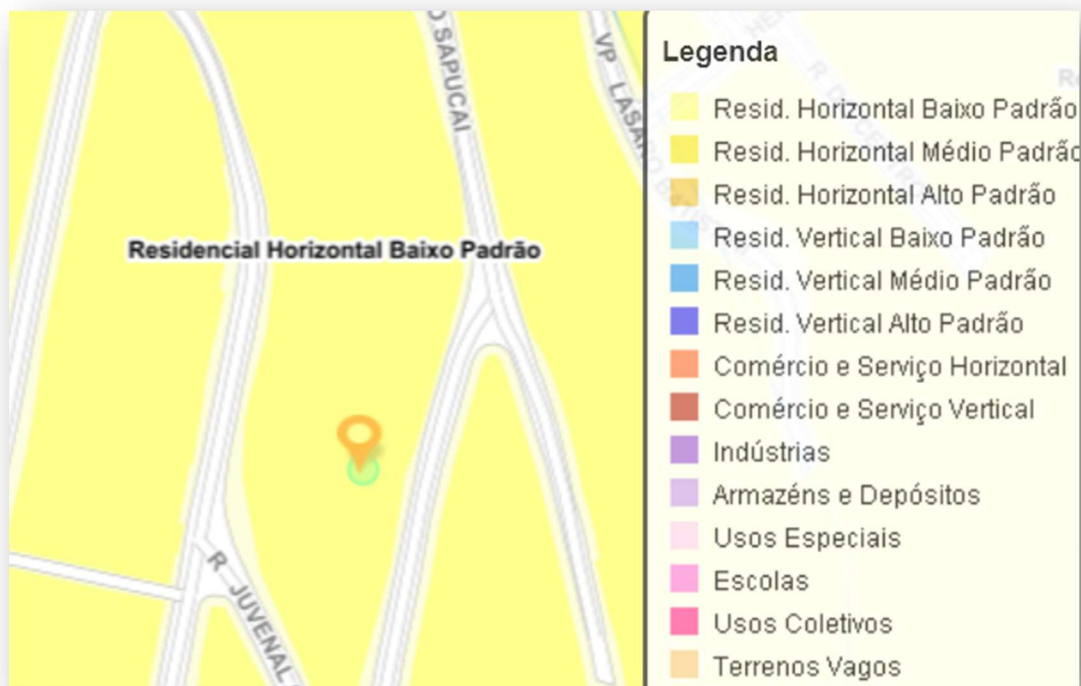 O SAPUCAI
VP LASARO
Residencial Horizontal Baixo Padrão
R JUVENAL
Legenda
Resid. Horizontal Baixo Padrão
Resid. Horizontal Médio Padrão
Resid. Horizontal Alto Padrão
Resid. Vertical Baixo Padrão
Resid. Vertical Médio Padrão
Resid. Vertical Alto Padrão
Comércio e Serviço Horizontal
Comércio e Serviço Vertical
Indústrias
Armazéns e Depósitos
Usos Especiais
Escolas
Usos Coletivos
Terrenos Vagos